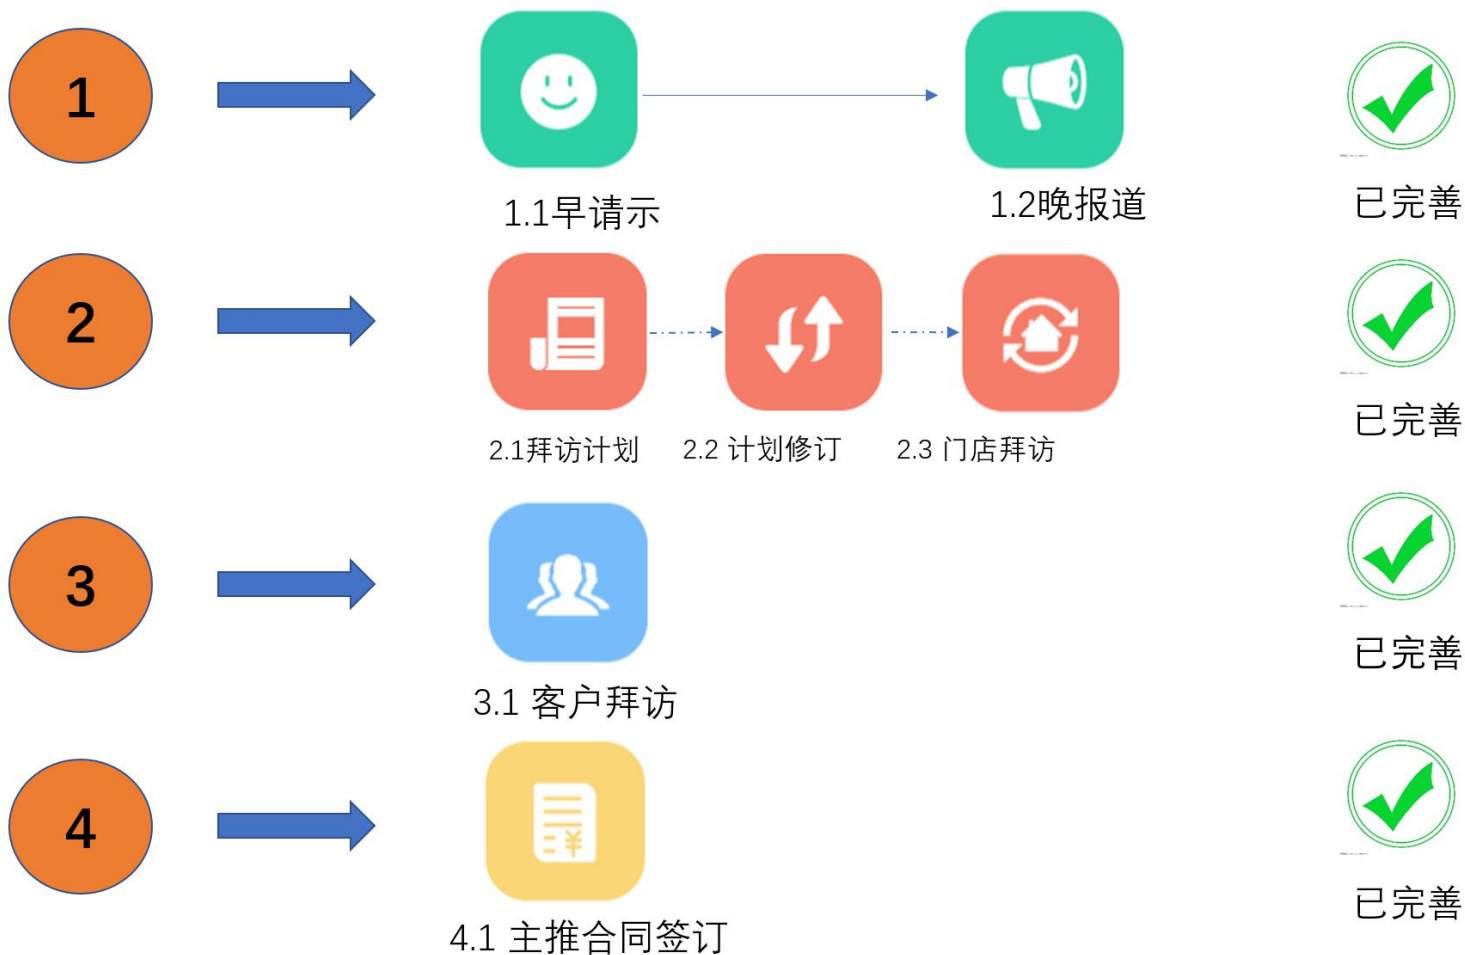 1
1.1早请示
1.2晚报道
已完善
2
2.1拜访计划
2.2 计划修订
2.3 门店拜访
已完善
3
3.1 客户拜访
已完善
4
4.1 主推合同签订
已完善